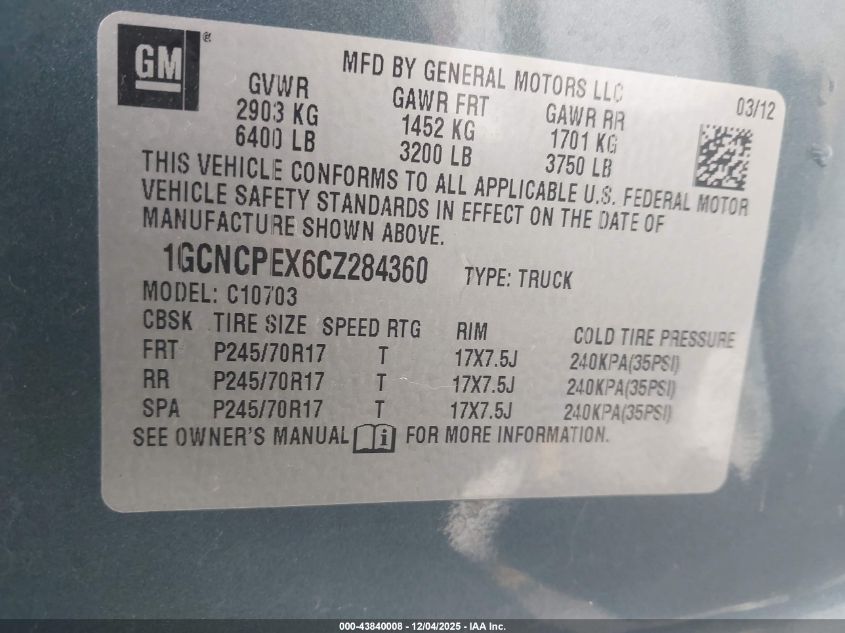 GM ®
MFD BY GENERAL MOTORS LLC
03/12
GVWR GAWR FRT GAWR RR
2903 KG 1452 KG 1701 KG
6400 LB 3200 LB 3750 LB
THIS VEHICLE CONFORMS TO ALL APPLICABLE U.S. FEDERAL MOTOR
VEHICLE SAFETY STANDARDS IN EFFECT ON THE DATE OF
MANUFACTURE SHOWN ABOVE.
1GCNCPEX6CZ284360 TYPE: TRUCK
MODEL: C10703
CBSK TIRE SIZE SPEED RTG RIM COLD TIRE PRESSURE
FRT P245/70R17 T 17X7.5J 240KPA(35PSI)
RR P245/70R17 T 17X7.5J 240KPA(35PSI)
SPA P245/70R17 T 17X7.5J 240KPA(35PSI)
SEE OWNER'S MANUAL i FOR MORE INFORMATION.
000-43840008 - 12/04/2025 - IAA Inc.